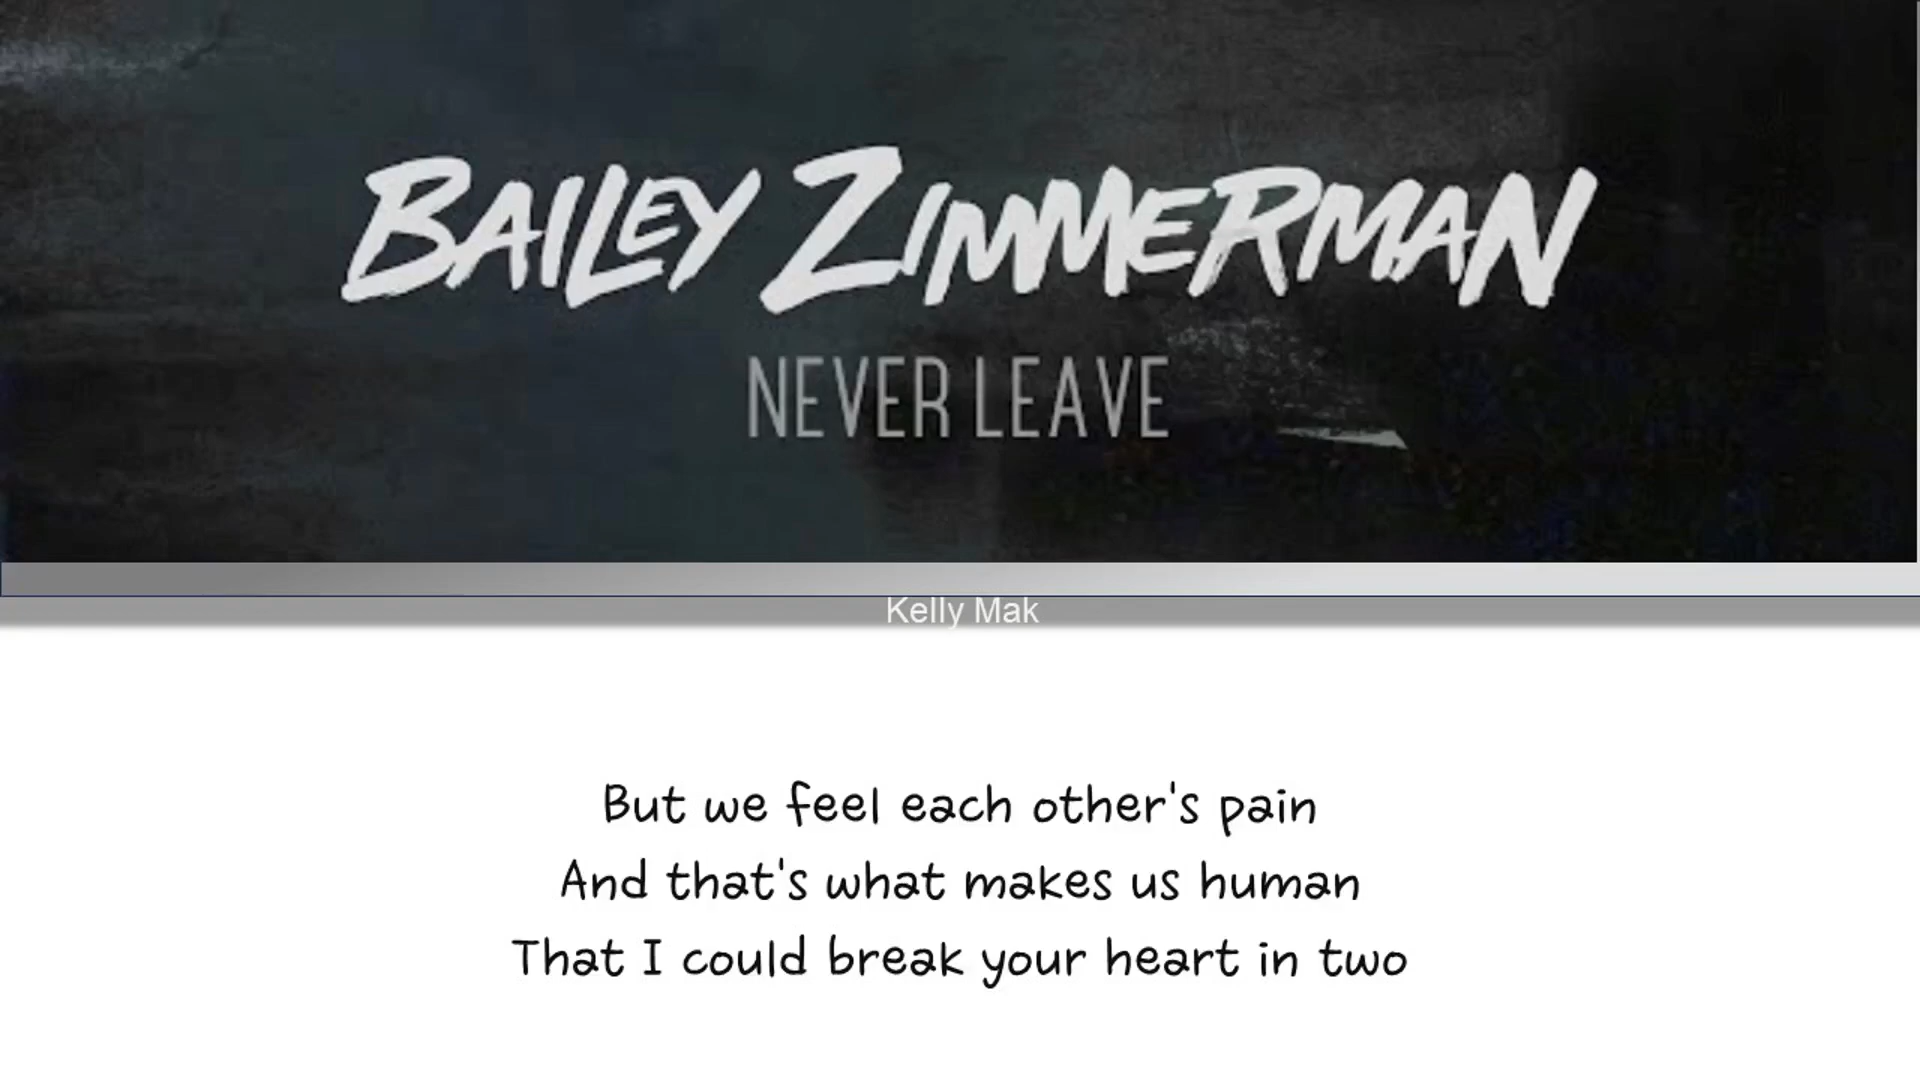 BAILEY ZIMMERMAN
NEVER LEAVE
Kelly Mak
But we feel each other's pain
And that's what makes us human
That I could break your heart in two